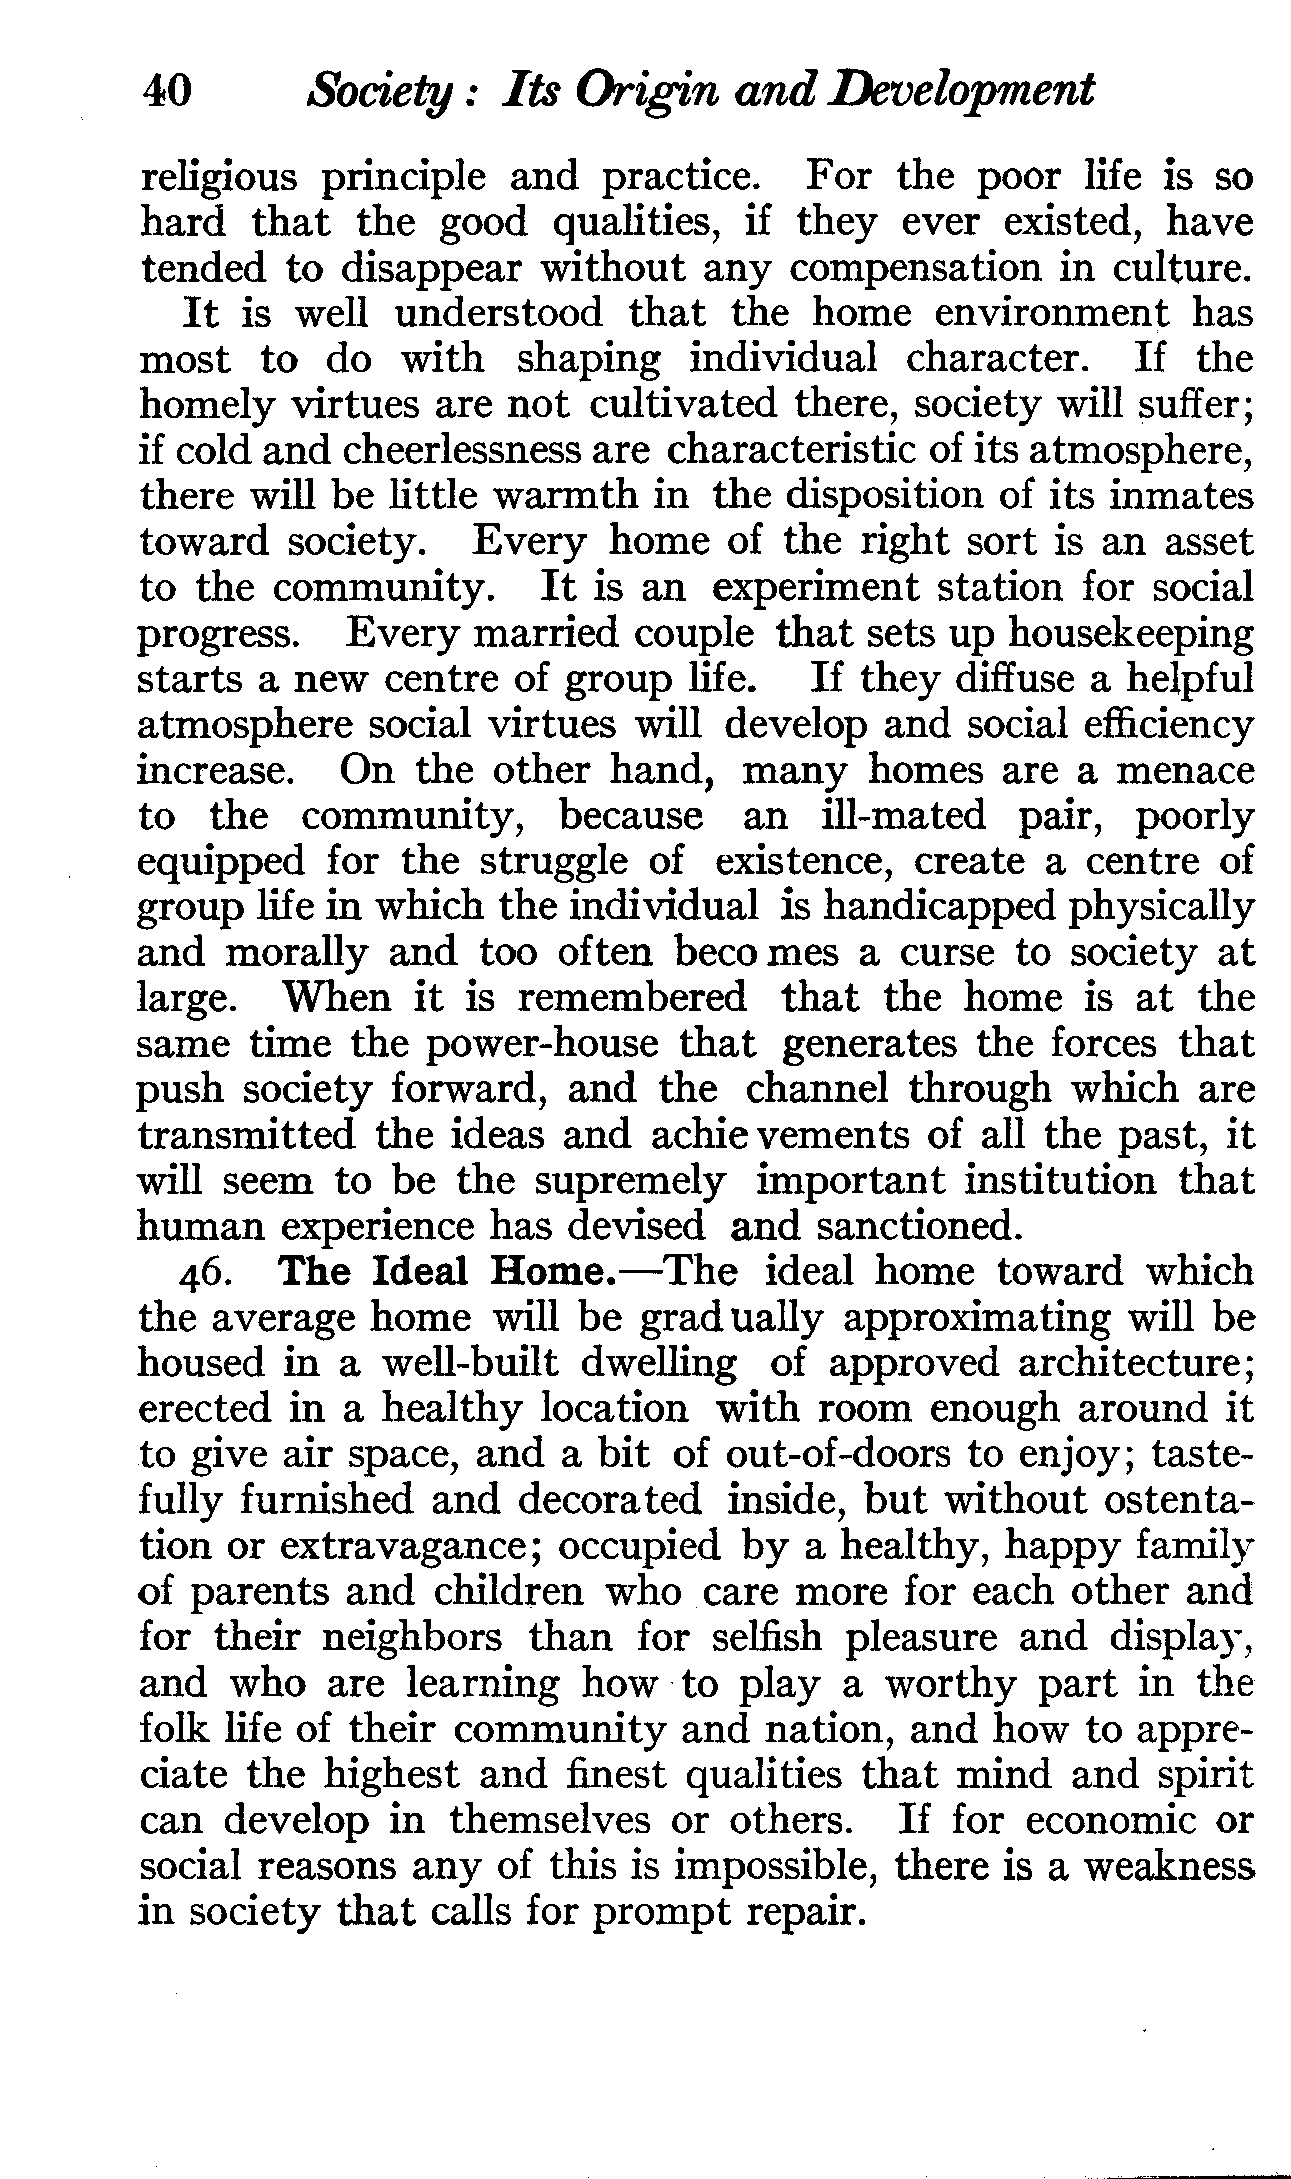 40 Society : Its Origin and Development
religious principle and practice. For the poor life is so
hard that the good qualities, if they ever existed, have
tended to disappear without any compensation in culture.
It is well understood that the home environment has
most to do with shaping individual character. If the
homely virtues are not cultivated there, society will suffer;
if cold and cheerlessness are characteristic of its atmosphere,
there will be little warmth in the disposition of its inmates
toward society. Every home of the right sort is an asset
to the community. It is an experiment station for social
progress. Every married couple that sets up housekeeping
starts a new centre of group life. If they diffuse a helpful
atmosphere social virtues will develop and social efficiency
increase. On the other hand, many homes are a menace
to the community, because an ill-mated pair, poorly
equipped for the struggle of existence, create a centre of
group life in which the individual is handicapped physically
and morally and too often becomes a curse to society at
large. When it is remembered that the home is at the
same time the power-house that generates the forces that
push society forward, and the channel through which are
transmitted the ideas and achievements of all the past, it
will seem to be the supremely important institution that
human experience has devised and sanctioned.
46. The Ideal Home.—The ideal home toward which
the average home will be gradually approximating will be
housed in a well-built dwelling of approved architecture;
erected in a healthy location with room enough around it
to give air space, and a bit of out-of-doors to enjoy; taste-
fully furnished and decorated inside, but without ostenta-
tion or extravagance; occupied by a healthy, happy family
of parents and children who care more for each other and
for their neighbors than for selfish pleasure and display,
and who are learning how to play a worthy part in the
folk life of their community and nation, and how to appre-
ciate the highest and finest qualities that mind and spirit
can develop in themselves or others. If for economic or
social reasons any of this is impossible, there is a weakness
in society that calls for prompt repair.